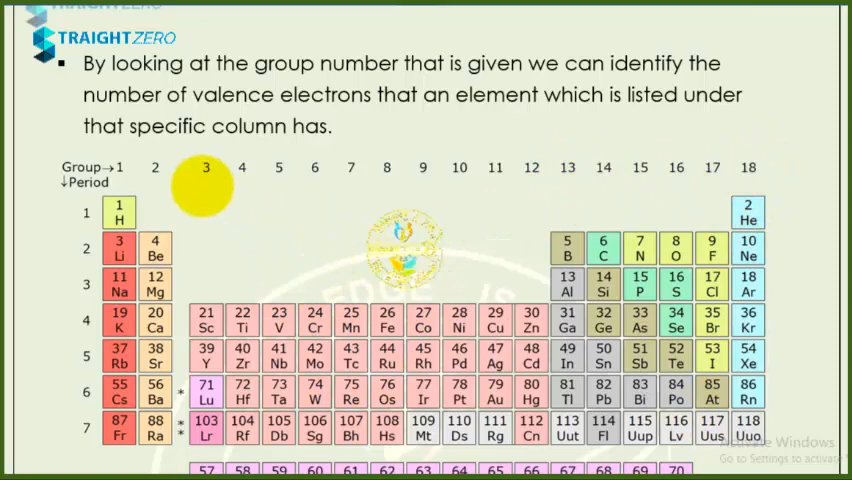 TRAIGHTZERO
TRAIGHTZERO
▪ By looking at the group number that is given we can identify the
number of valence electrons that an element which is listed under
that specific column has.
Group→ 1 2 3 4 5 6 7 8 9 10 11 12 13 14 15 16 17 18
↓Period
1 1 2
H He
2 3 4 5 6 7 8 9 10
Li Be B C N O F Ne
3 11 12 13 14 15 16 17 18
Na Mg Al Si P S Cl Ar
4 19 20 21 22 23 24 25 26 27 28 29 30 31 32 33 34 35 36
K Ca Sc Ti V Cr Mn Fe Co Ni Cu Zn Ga Ge As Se Br Kr
5 37 38 39 40 41 42 43 44 45 46 47 48 49 50 51 52 53 54
Rb Sr Y Zr Nb Mo Tc Ru Rh Pd Ag Cd In Sn Sb Te I Xe
6 55 56 * 71 72 73 74 75 76 77 78 79 80 81 82 83 84 85 86
Cs Ba Lu Hf Ta W Re Os Ir Pt Au Hg Tl Pb Bi Po At Rn
7 87 88 * * 103 104 105 106 107 108 109 110 111 112 113 114 115 116 117 118
Fr Ra Lr Rf Db Sg Bh Hs Mt Ds Rg Cn Uut Fl Uup Lv Uus Uuo
57 58 59 60 61 62 63 64 65 66 67 68 69 70
EDGE IS
Activate Windows
Go to Settings to activate